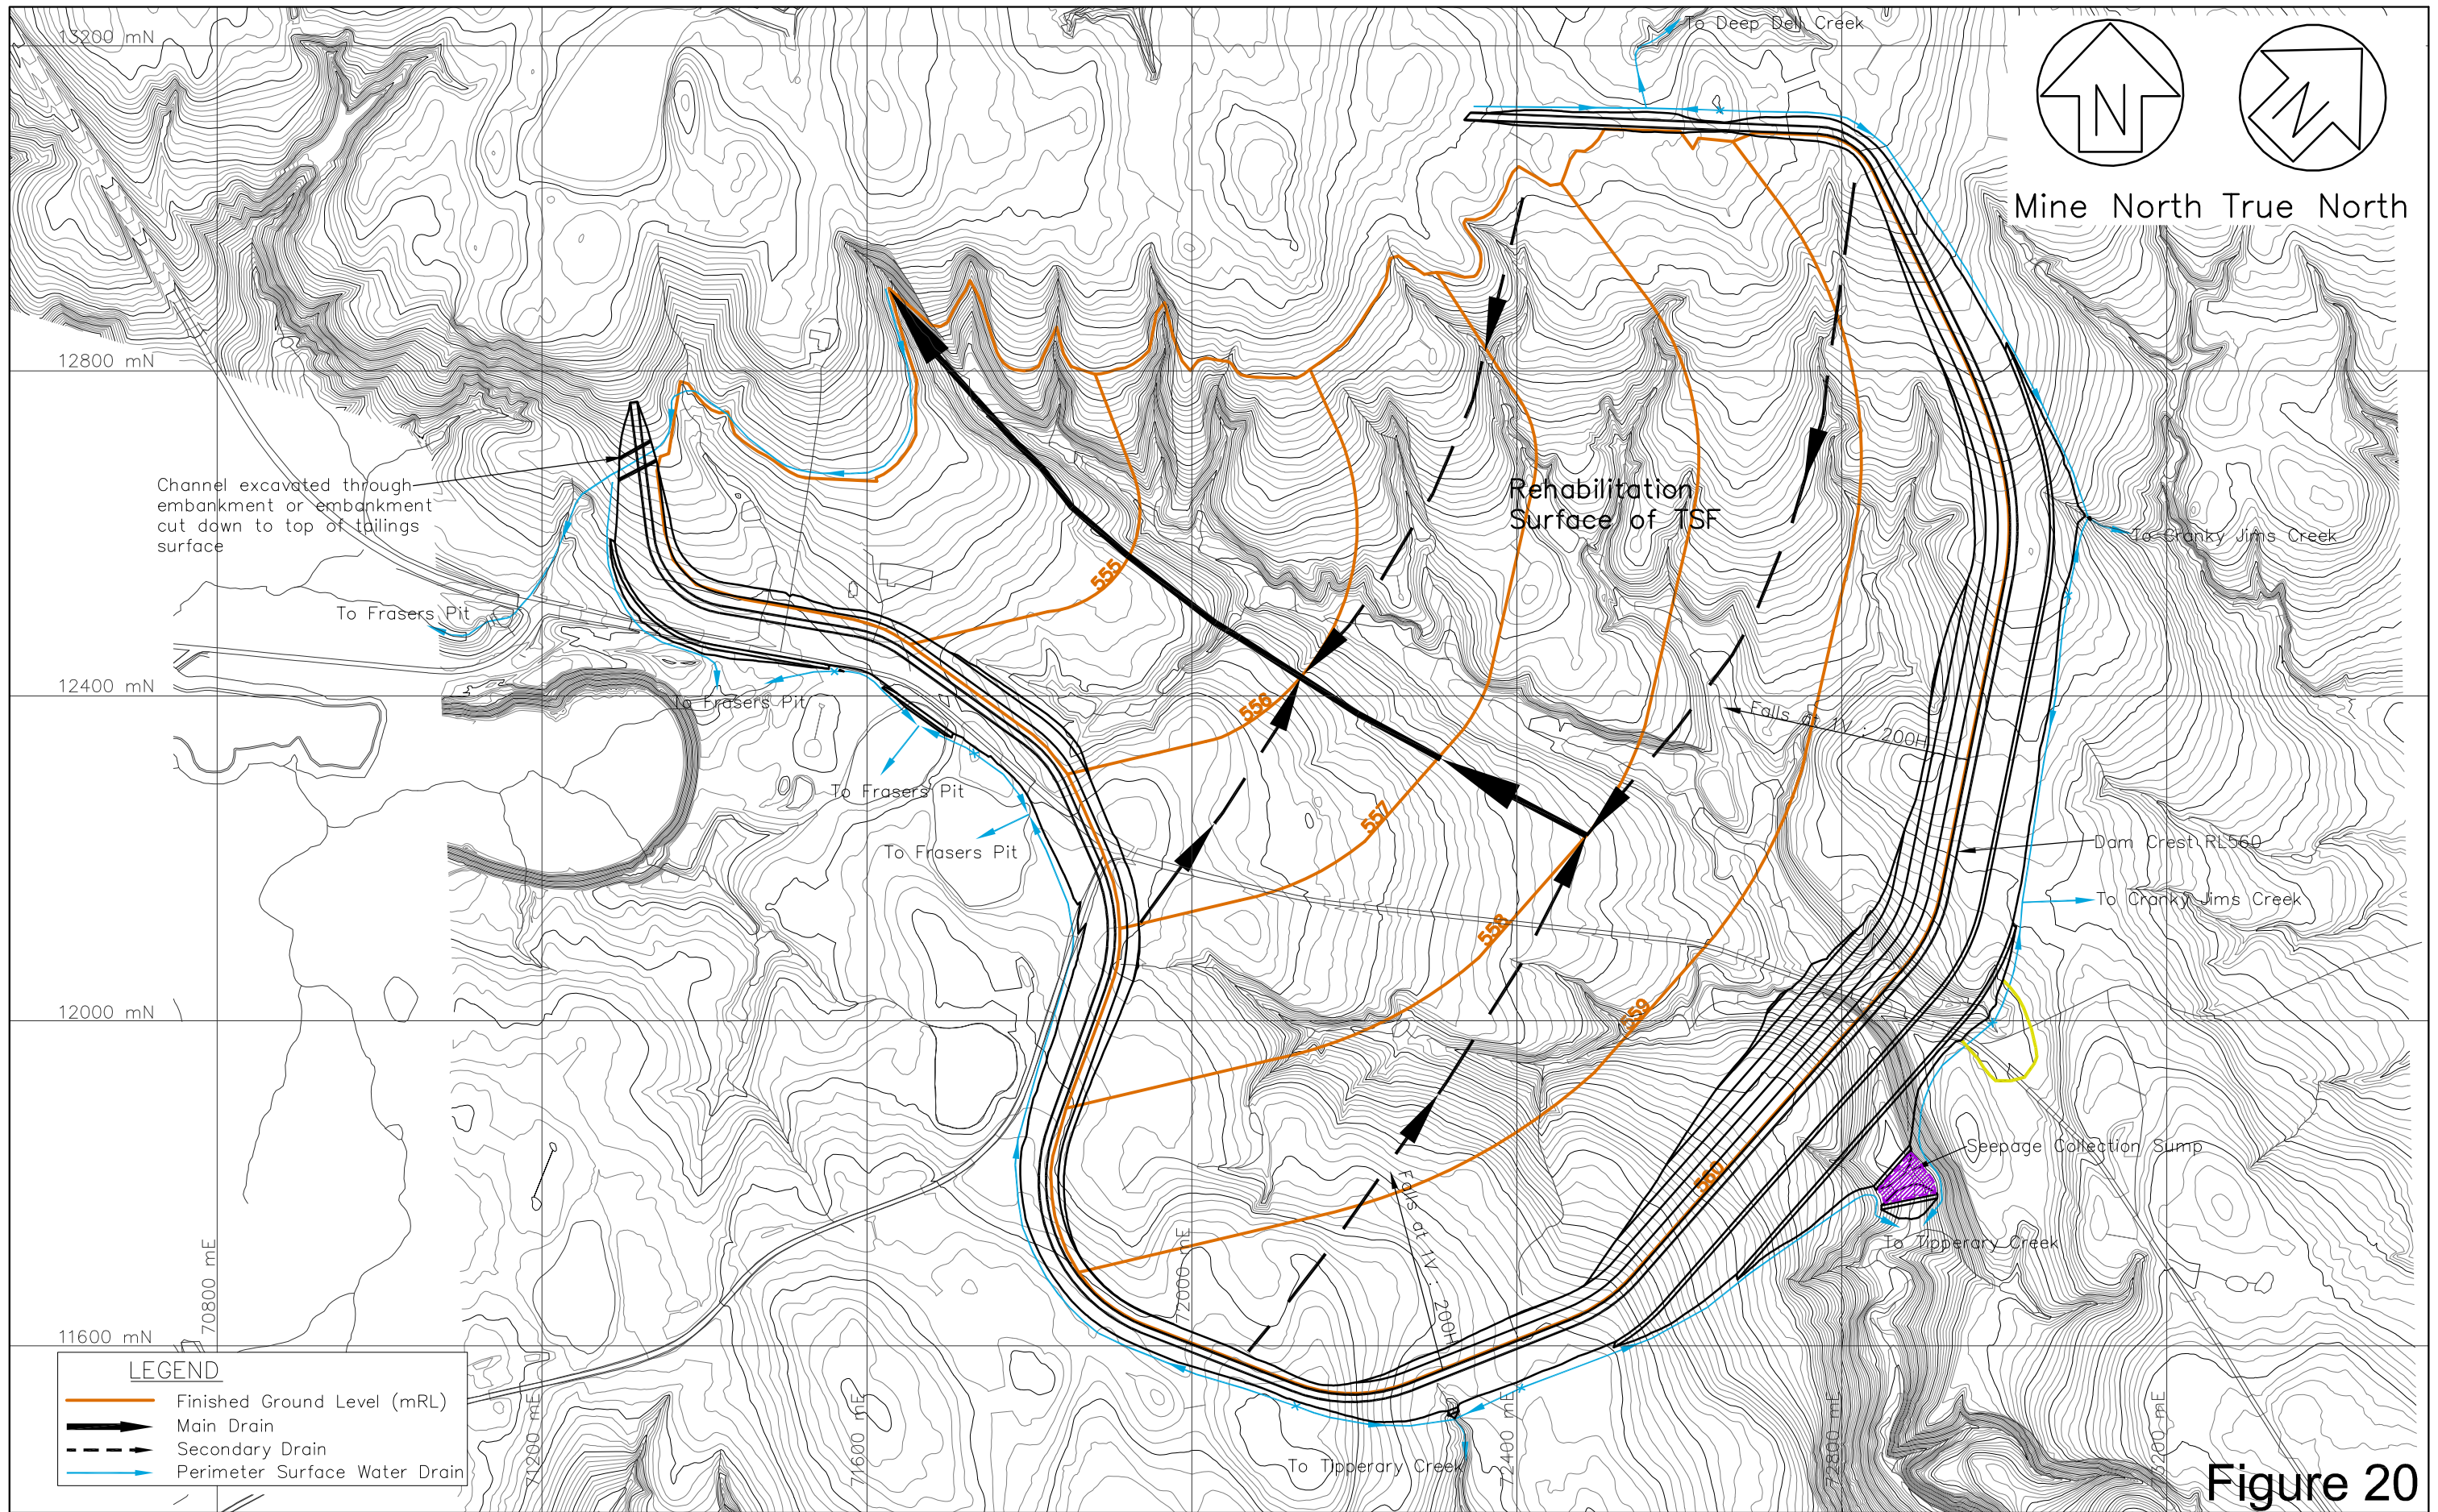 13200 mN
To Deep Dell Creek
N
N
Mine North
True North
12800 mN
Channel excavated through
embankment or embankment
cut down to top of tailings
surface
Rehabilitation
Surface of TSF
To Cranky Jims Creek
555
To Frasers Pit
12400 mN
To Frasers Pit
556
Falls at 1V : 200H
To Frasers Pit
557
To Frasers Pit
Dam Crest RL560
To Cranky Jims Creek
558
559
12000 mN
Seepage Collection Sump
560
Falls at 1V : 200H
To Tipperary Creek
11600 mN
70800 mE
71200 mE
71600 mE
72000 mE
72400 mE
72800 mE
73200 mE
To Tipperary Creek
LEGEND
Finished Ground Level (mRL)
Main Drain
Secondary Drain
Perimeter Surface Water Drain
Figure 20